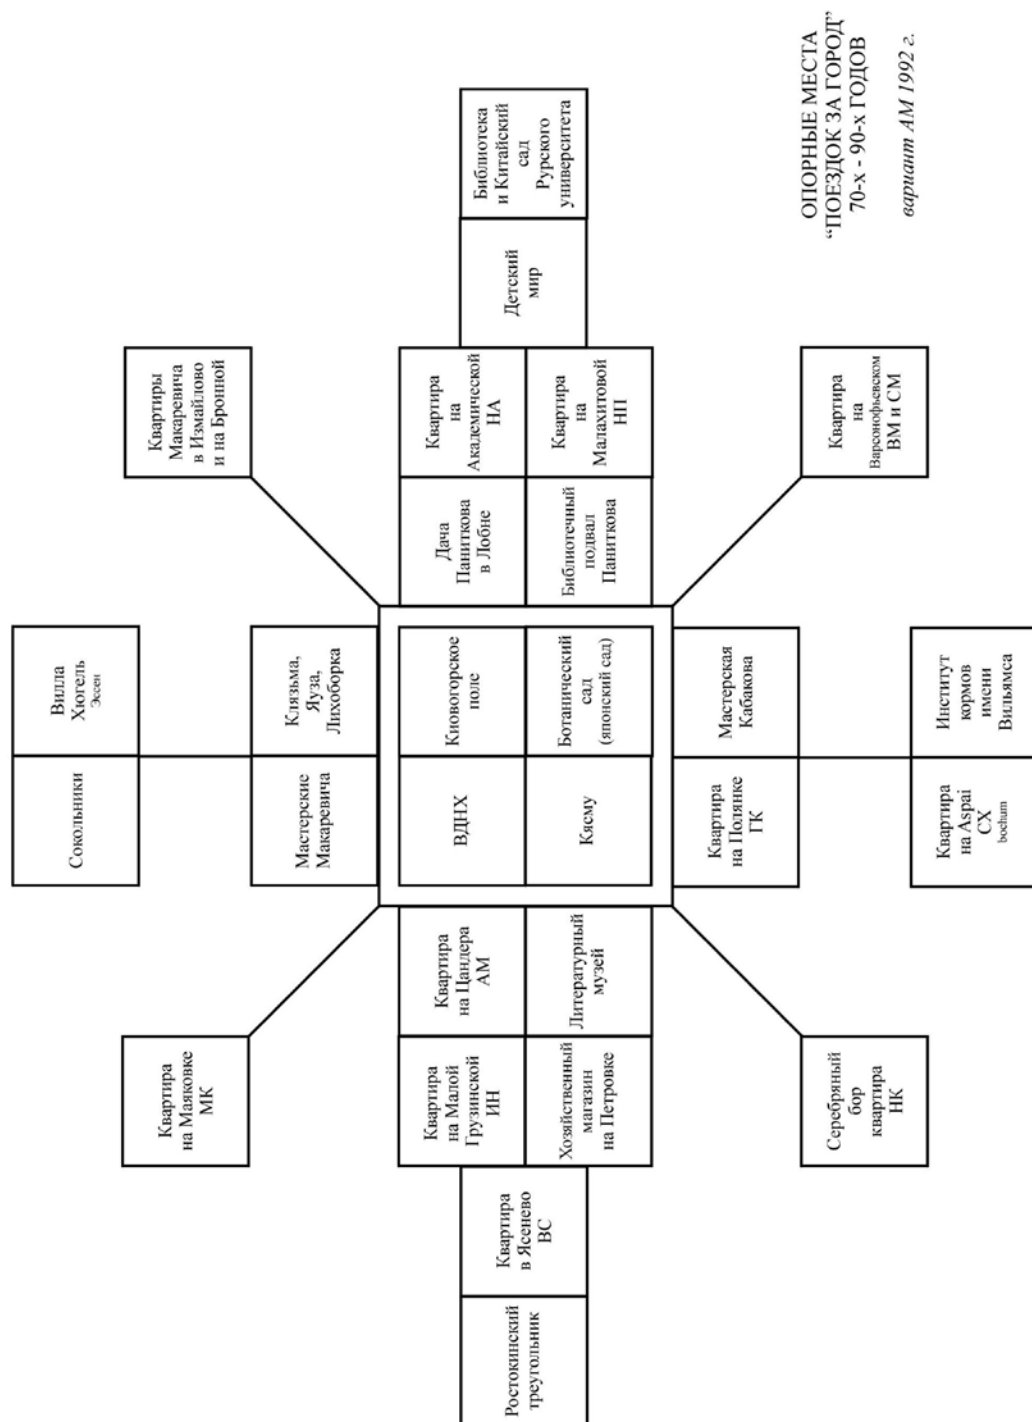 Сокольники
Вилла
Хюгель
Эссен
Квартира
на Маяковке
МК
Квартиры
Макаревича
в Измайлово
и на Бронной
Мастерские
Макаревича
Клязьма,
Яуза,
Лихоборка
Квартира
на Малой
Грузинской
ИН
Квартира
на Цандера
АМ
ВДНХ
Киовогорское
поле
Дача
Паниткова
в Лобне
Квартира
на
Академической
НА
Ростокинский
треугольник
Квартира
в Ясенево
ВС
Детский
мир
Библиотека
и Китайский
сад
Рурского
университета
Хозяйственный
магазин
на Петровке
Литературный
музей
Кясму
Ботанический
сад
(японский сад)
Библиотечный
подвал
Паниткова
Квартира
на
Малахитовой
НП
Квартира
на Полянке
ГК
Мастерская
Кабакова
Серебряный
бор
квартира
НК
Квартира
на
Варсонофьевском
ВМ и СМ
Квартира
на Aspai
СХ
bochum
Институт
кормов
имени
Вильямса
ОПОРНЫЕ МЕСТА
“ПОЕЗДОК ЗА ГОРОД”
70-х - 90-х ГОДОВ
вариант АМ 1992 г.